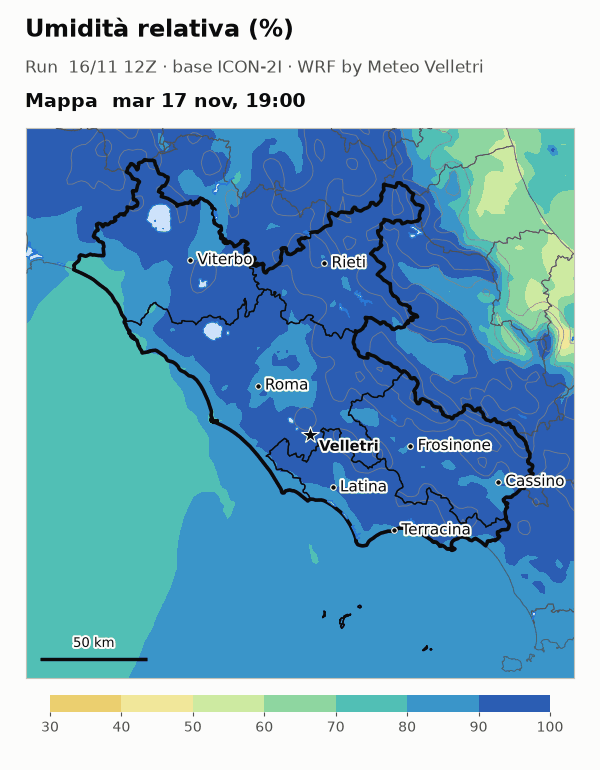 Umidità relativa (%)
Run  16/11 12Z · base ICON-2I · WRF by Meteo Velletri
Mappa  mar 17 nov, 19:00
Viterbo
Rieti
Roma
Velletri
Frosinone
Cassino
Latina
Terracina
50 km
30 40 50 60 70 80 90 100